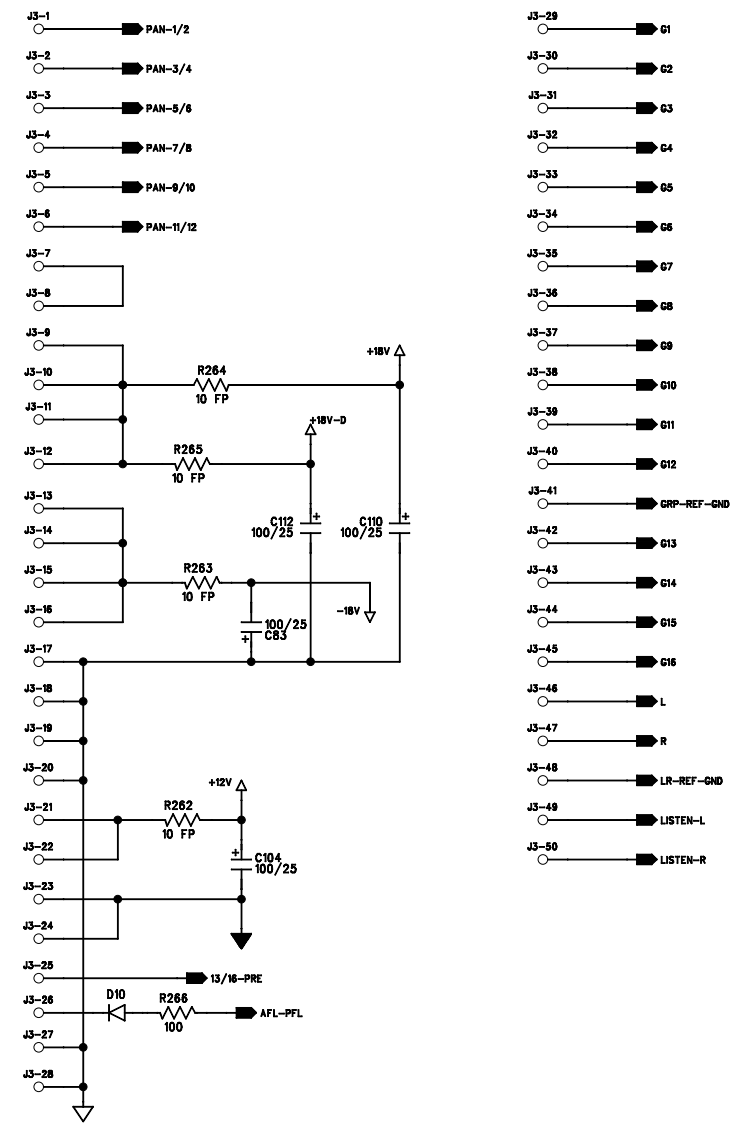 J3-1
PAN-1/2
J3-2
PAN-3/4
J3-3
PAN-5/6
J3-4
PAN-7/8
J3-5
PAN-9/10
J3-6
PAN-11/12
J3-7
J3-8
J3-9
+18V
J3-10
R264
10 FP
J3-11
+18V-D
J3-12
R265
10 FP
J3-13
C112
100/25
C110
100/25
J3-14
J3-15
R263
10 FP
J3-16
-18V
100/25
C83
J3-17
J3-18
J3-19
J3-20
+12V
J3-21
R262
10 FP
J3-22
C104
100/25
J3-23
J3-24
J3-25
13/16-PRE
J3-26
D10
R266
100
AFL-PFL
J3-27
J3-28
J3-29
G1
J3-30
G2
J3-31
G3
J3-32
G4
J3-33
G5
J3-34
G6
J3-35
G7
J3-36
G8
J3-37
G9
J3-38
G10
J3-39
G11
J3-40
G12
J3-41
GRP-REF-GND
J3-42
G13
J3-43
G14
J3-44
G15
J3-45
G16
J3-46
L
J3-47
R
J3-48
LR-REF-GND
J3-49
LISTEN-L
J3-50
LISTEN-R